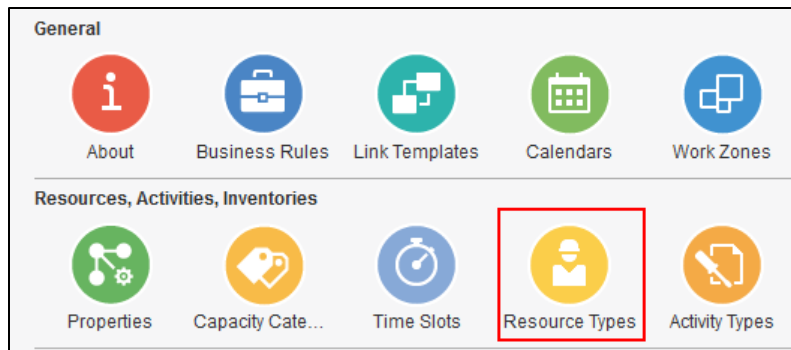 General
About Business Rules Link Templates Calendars Work Zones
Resources, Activities, Inventories
Properties Capacity Cate... Time Slots Resource Types Activity Types